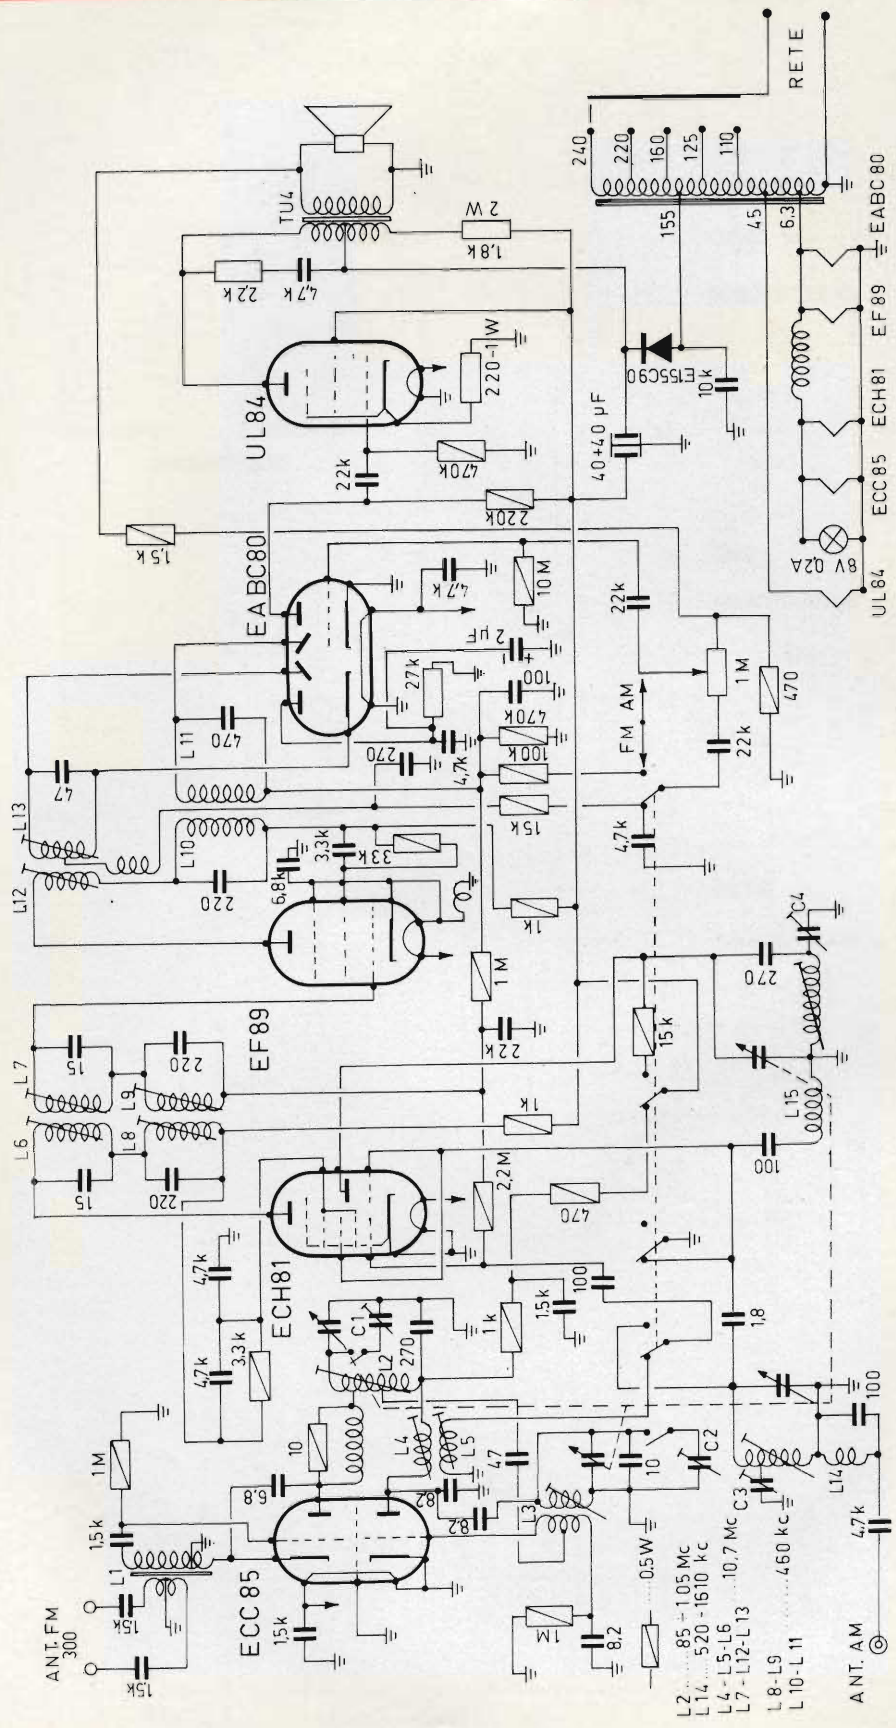 ANT. FM
300
1,5k
1,5k
L1
1,5k
1M
ECC85
1,5k
6,8
10
4,7k
3,3k
4,7k
L2
C1
270
L4
L5
8,2
8,2
47
L3
1M
8,2
10
C2
1k
1,5k
100
470
ECH81
L6
15
L8
220
L7
15
L9
220
2,2M
1k
EF89
22k
1M
L12
L13
47
L10
220
L11
470
6,8k
3,3k
33k
1k
270
4,7k
EABC80
27k
2µF
+
100
470k
100k
15k
4,7k
10M
FM AM
22k
22k
1M
470
1,5k
4,7k
UL84
22k
470k
220k
220-1W
2,2k
4,7k
TU4
1,8k
2W
40+40µF
E155C90
10k
RETE
240
220
160
125
110
155
45
6.3
UL84 ECC85 ECH81 EF89 EABC80
8V 0,2A
15k
L15
100
270
C4
1,8
C3
L14
100
4,7k
ANT. AM
0.5W
L2......85÷105 Mc
L14....520-1610 kc
L4-L5-L6
L7-L12-L13 ....10,7 Mc
L8-L9
L10-L11 ........460 kc